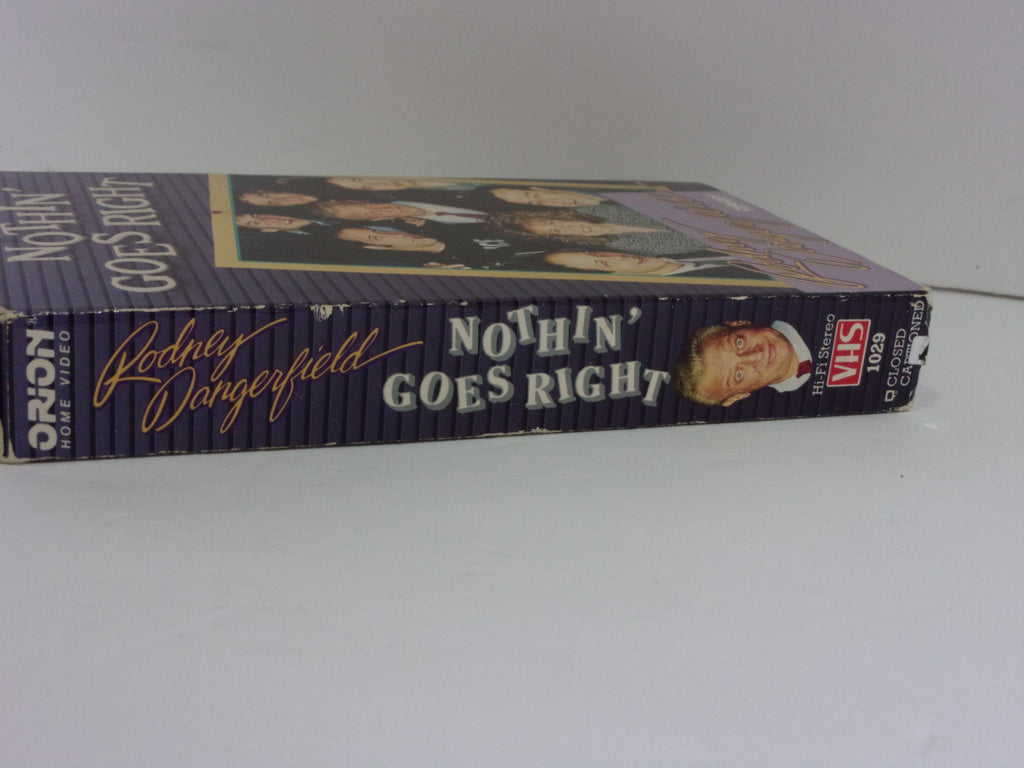 NOTHIN'
GOES RIGHT
ORION
HOME VIDEO
Rodney
Dangerfield
NOTHIN'
GOES RIGHT
Hi-Fi Stereo
VHS
1029
CLOSED
CAPTIONED